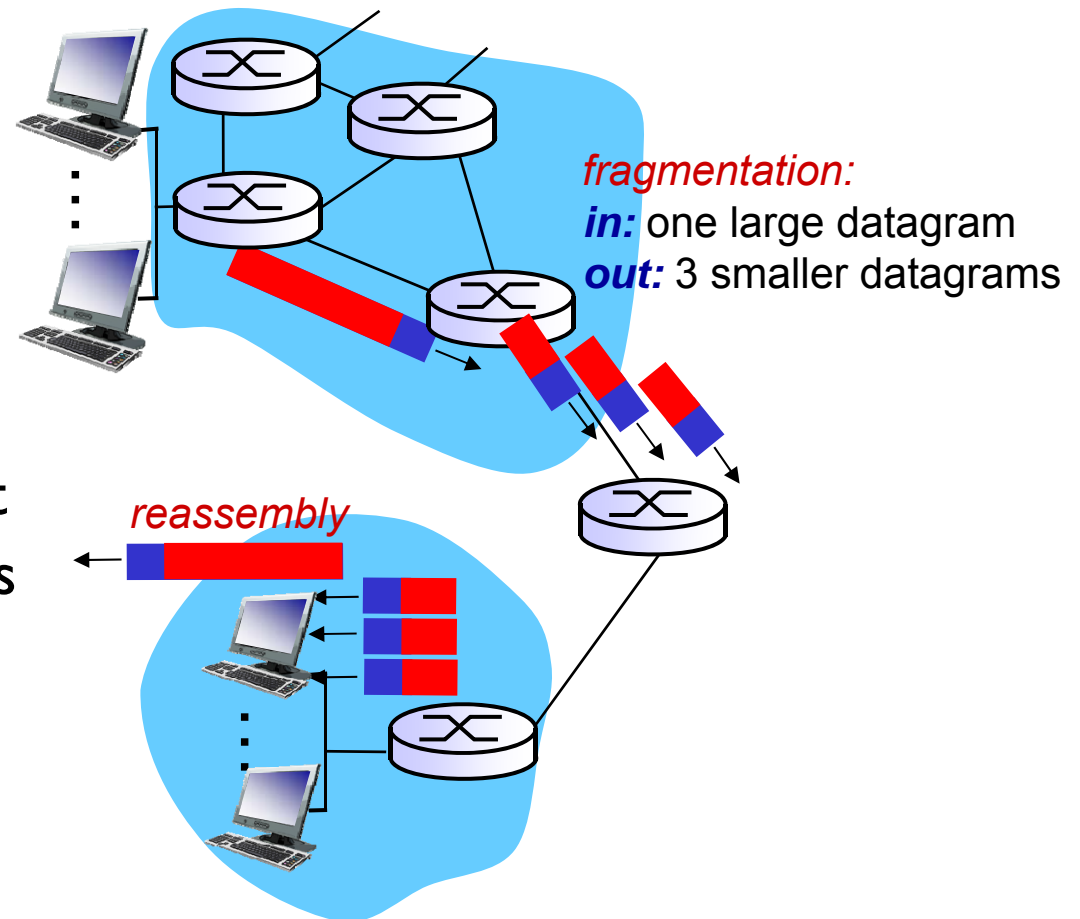 fragmentation:
in: one large datagram
out: 3 smaller datagrams
reassembly